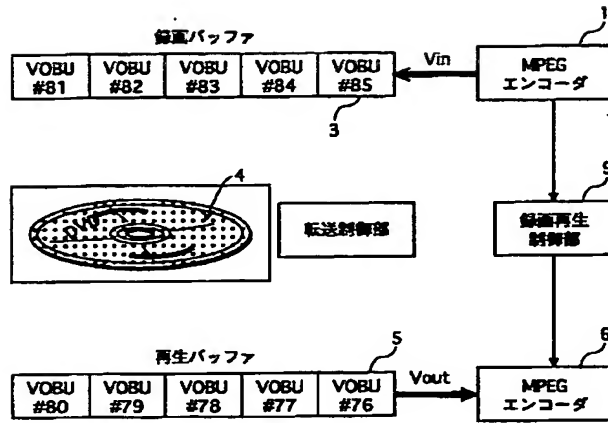 録画バッファ
VOBU #81
VOBU #82
VOBU #83
VOBU #84
VOBU #85
3
Vin
1
MPEG
エンコーダ
4
転送制御部
9
録画再生
制御部
再生バッファ
5
VOBU #80
VOBU #79
VOBU #78
VOBU #77
VOBU #76
Vout
6
MPEG
エンコーダ